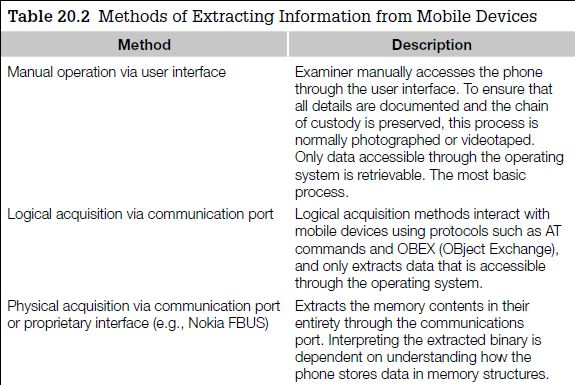 Table 20.2 Methods of Extracting Information from Mobile Devices
Method
Description
Manual operation via user interface
Examiner manually accesses the phone
through the user interface. To ensure that
all details are documented and the chain
of custody is preserved, this process is
normally photographed or videotaped.
Only data accessible through the operating
system is retrievable. The most basic
process.
Logical acquisition via communication port
Logical acquisition methods interact with
mobile devices using protocols such as AT
commands and OBEX (OBject Exchange),
and only extracts data that is accessible
through the operating system.
Physical acquisition via communication port
or proprietary interface (e.g., Nokia FBUS)
Extracts the memory contents in their
entirety through the communications
port. Interpreting the extracted binary is
dependent on understanding how the
phone stores data in memory structures.